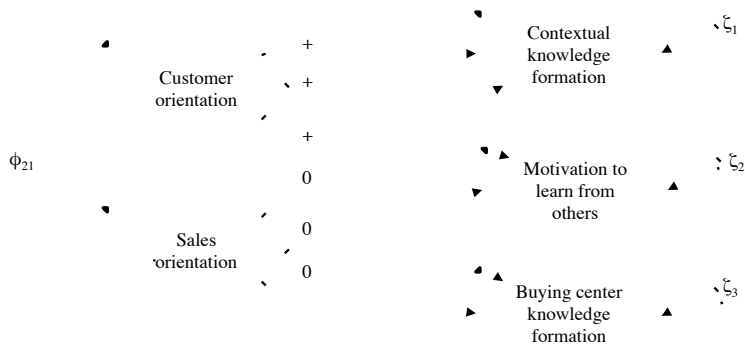 ϕ₂₁
Customer
orientation
Sales
orientation
+
+
+
0
0
0
Contextual
knowledge
formation
Motivation to
learn from
others
Buying center
knowledge
formation
ζ₁
ζ₂
ζ₃